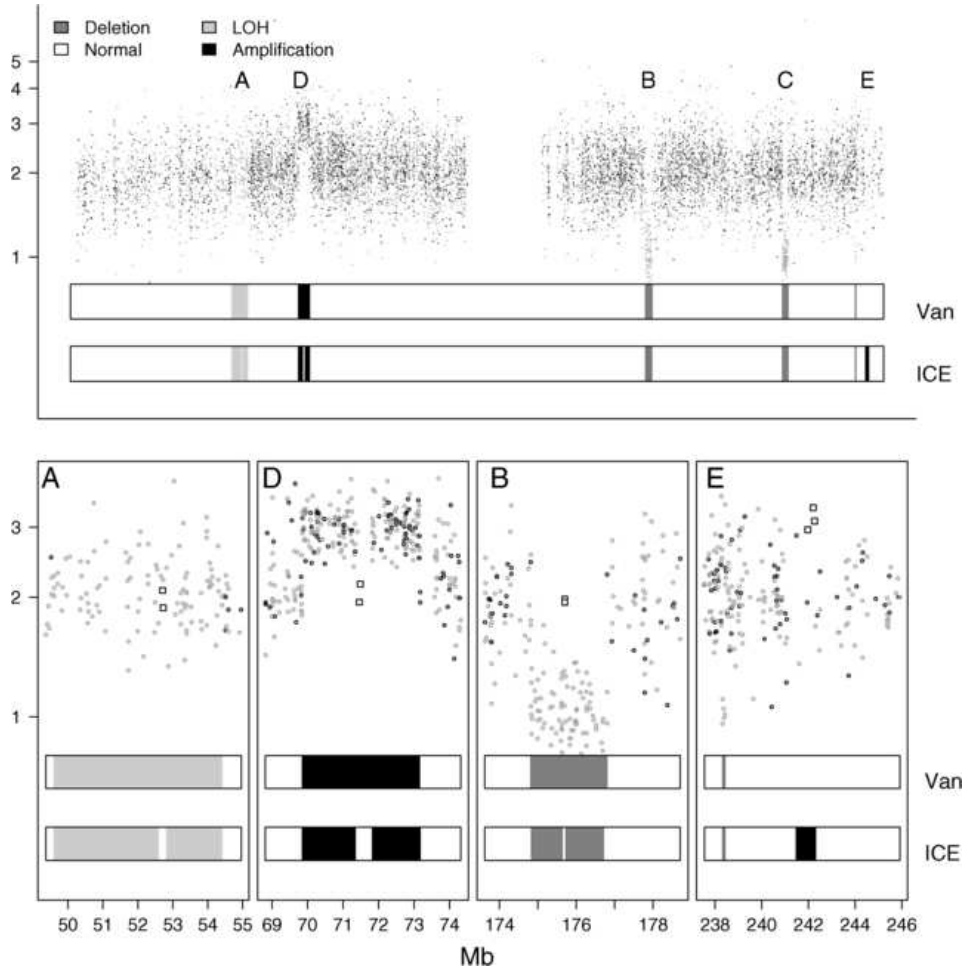 Deletion LOH
Normal Amplification
5
4
3
2
1
A D B C E
Van
ICE
A D B E
3
2
1
Van
ICE
50 51 52 53 54 55 69 70 71 72 73 74 174 176 178 238 240 242 244 246
Mb